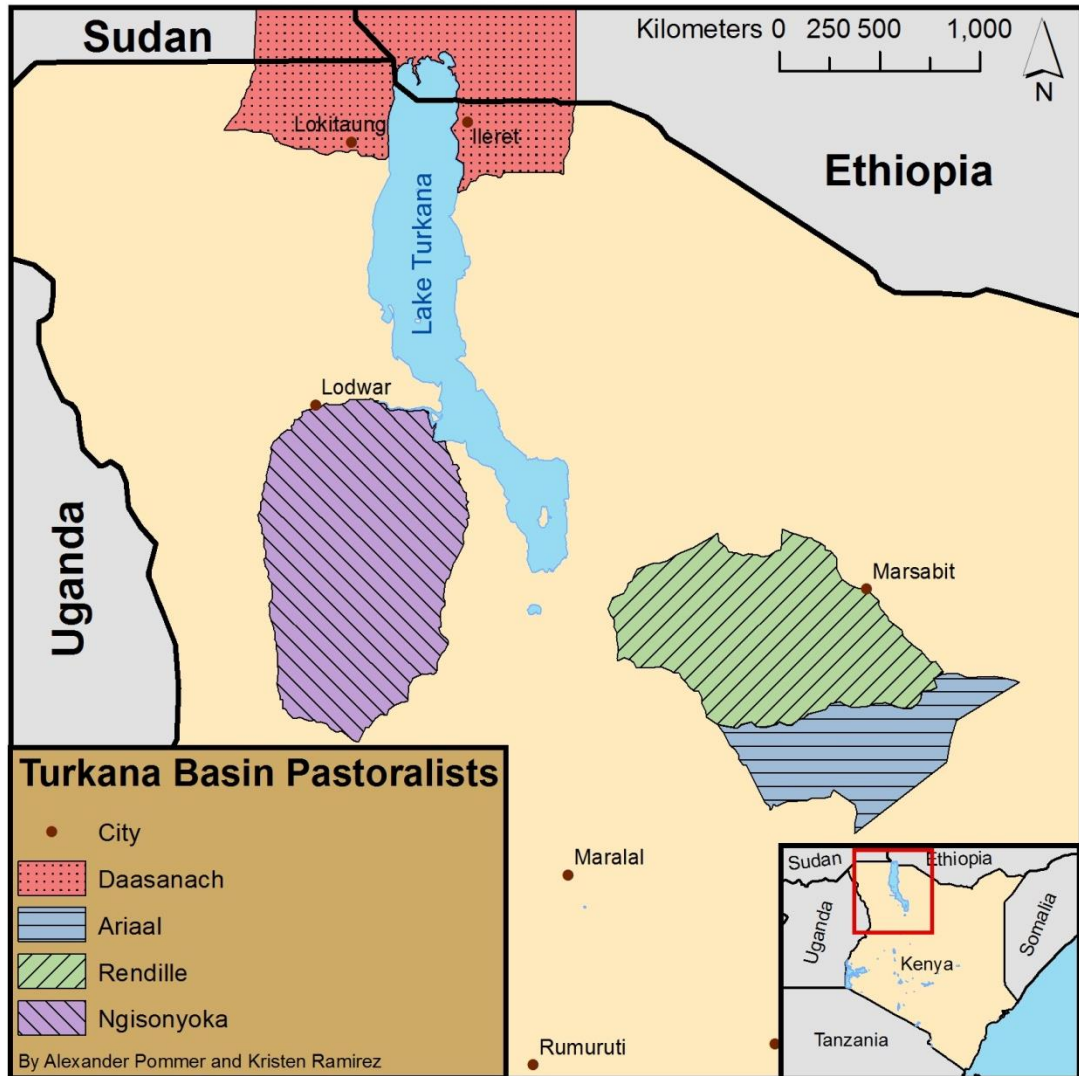 Sudan
Kilometers 0 250 500 1,000
N
Lokitaung
Ileret
Ethiopia
Lake Turkana
Lodwar
Marsabit
Uganda
Turkana Basin Pastoralists
City
Daasanach
Ariaal
Rendille
Ngisonyoka
By Alexander Pommer and Kristen Ramirez
Maralal
Rumuruti
Sudan
Ethiopia
Uganda
Somalia
Kenya
Tanzania